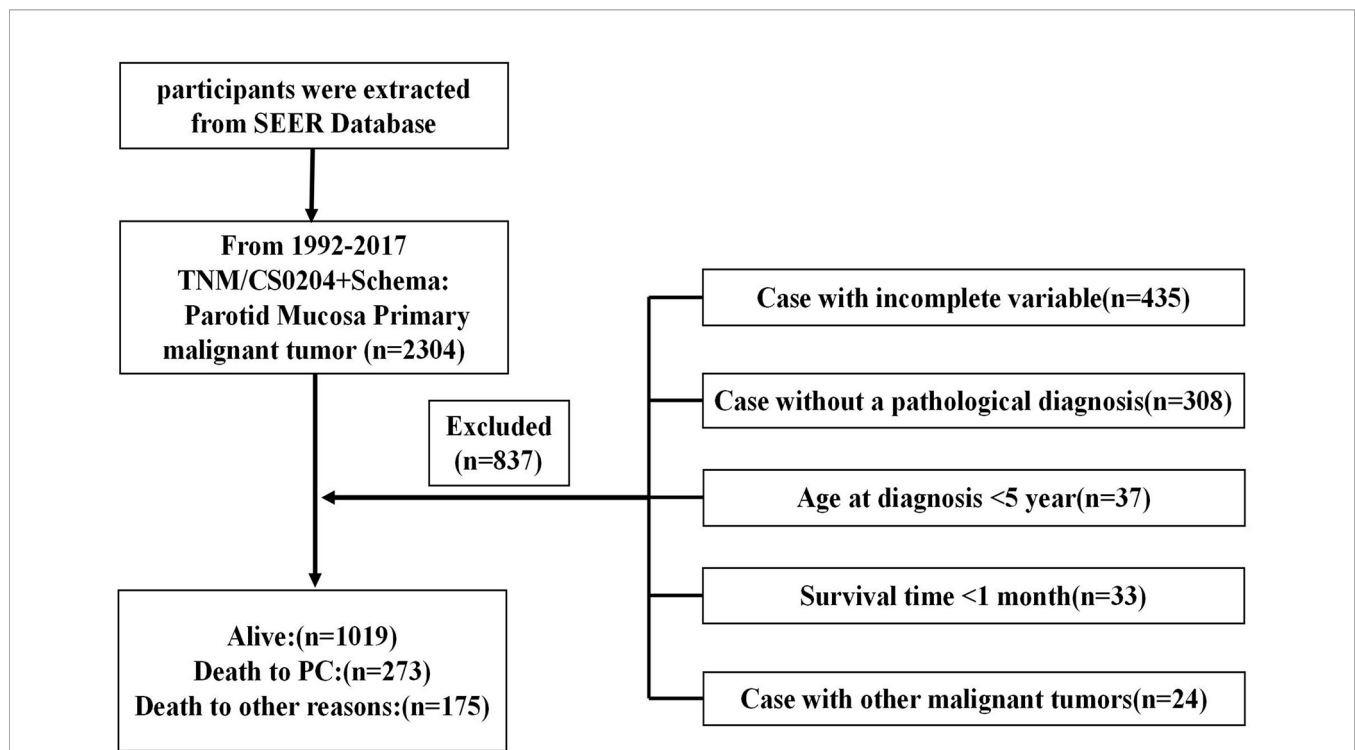 participants were extracted
from SEER Database
From 1992-2017
TNM/CS0204+Schema:
Parotid Mucosa Primary
malignant tumor (n=2304)
Excluded
(n=837)
Case with incomplete variable(n=435)
Case without a pathological diagnosis(n=308)
Age at diagnosis <5 year(n=37)
Survival time <1 month(n=33)
Case with other malignant tumors(n=24)
Alive:(n=1019)
Death to PC:(n=273)
Death to other reasons:(n=175)